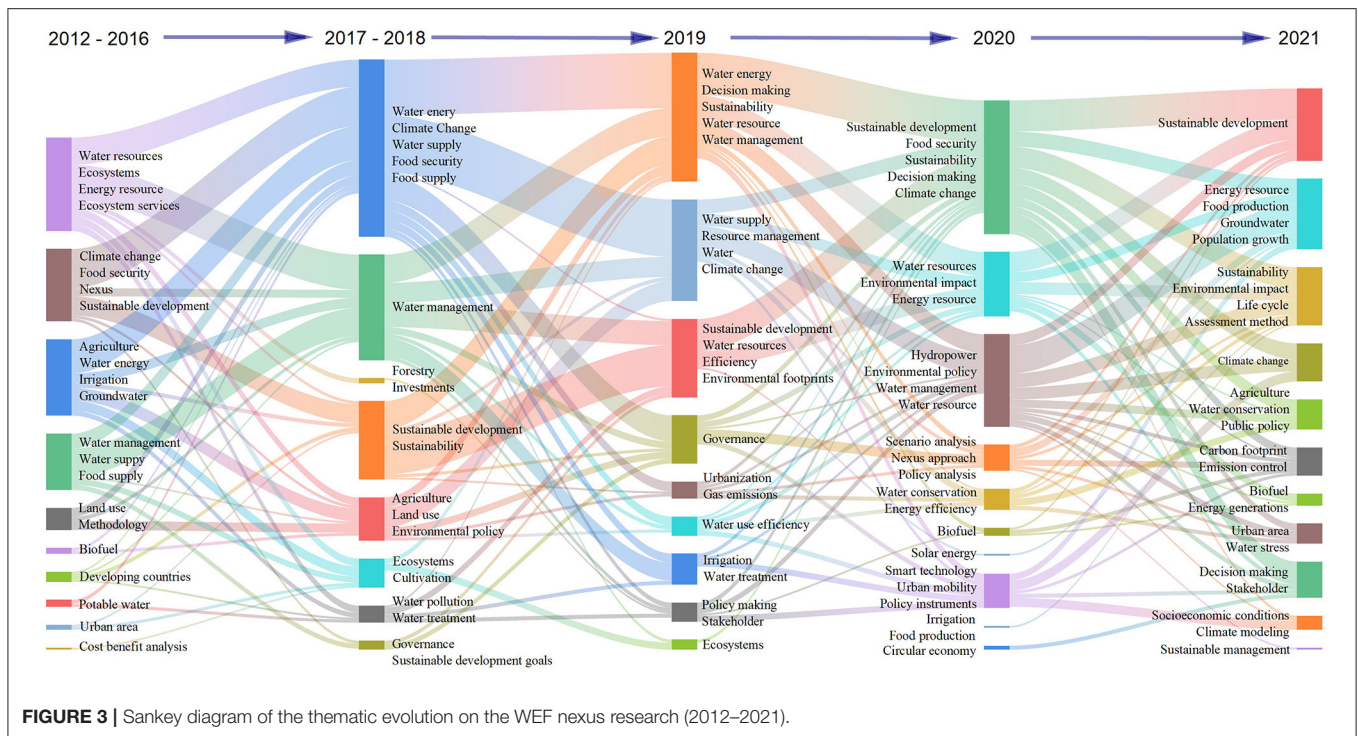 2012 - 2016
2017 - 2018
2019
2020
2021
Water resources
Ecosystems
Energy resource
Ecosystem services
Climate change
Food security
Nexus
Sustainable development
Agriculture
Water energy
Irrigation
Groundwater
Water management
Water suppy
Food supply
Land use
Methodology
Biofuel
Developing countries
Potable water
Urban area
Cost benefit analysis
Water enery
Climate Change
Water supply
Food security
Food supply
Water management
Forestry
Investments
Sustainable development
Sustainability
Agriculture
Land use
Environmental policy
Ecosystems
Cultivation
Water pollution
Water treatment
Governance
Sustainable development goals
Water energy
Decision making
Sustainability
Water resource
Water management
Water supply
Resource management
Water
Climate change
Sustainable development
Water resources
Efficiency
Environmental footprints
Governance
Urbanization
Gas emissions
Water use efficiency
Irrigation
Water treatment
Policy making
Stakeholder
Ecosystems
Sustainable development
Food security
Sustainability
Decision making
Climate change
Water resources
Environmental impact
Energy resource
Hydropower
Environmental policy
Water management
Water resource
Scenario analysis
Nexus approach
Policy analysis
Water conservation
Energy efficiency
Biofuel
Solar energy
Smart technology
Urban mobility
Policy instruments
Irrigation
Food production
Circular economy
Sustainable development
Energy resource
Food production
Groundwater
Population growth
Sustainability
Environmental impact
Life cycle
Assessment method
Climate change
Agriculture
Water conservation
Public policy
Carbon footprint
Emission control
Biofuel
Energy generations
Urban area
Water stress
Decision making
Stakeholder
Socioeconomic conditions
Climate modeling
Sustainable management
FIGURE 3 | Sankey diagram of the thematic evolution on the WEF nexus research (2012–2021).